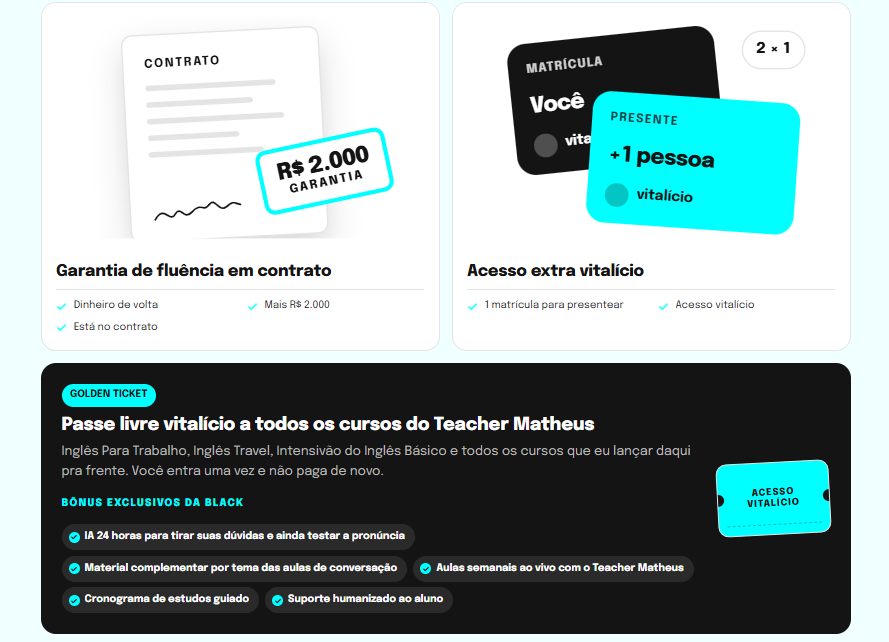 CONTRATO
R$ 2.000
GARANTIA
Garantia de fluência em contrato
Dinheiro de volta
Mais R$ 2.000
Está no contrato
MATRÍCULA
Você
vita
2 × 1
PRESENTE
+1 pessoa
vitalício
Acesso extra vitalício
1 matrícula para presentear
Acesso vitalício
GOLDEN TICKET
Passe livre vitalício a todos os cursos do Teacher Matheus
Inglês Para Trabalho, Inglês Travel, Intensivão do Inglês Básico e todos os cursos que eu lançar daqui
pra frente. Você entra uma vez e não paga de novo.
BÔNUS EXCLUSIVOS DA BLACK
IA 24 horas para tirar suas dúvidas e ainda testar a pronúncia
Material complementar por tema das aulas de conversação
Aulas semanais ao vivo com o Teacher Matheus
Cronograma de estudos guiado
Suporte humanizado ao aluno
ACESSO
VITALÍCIO